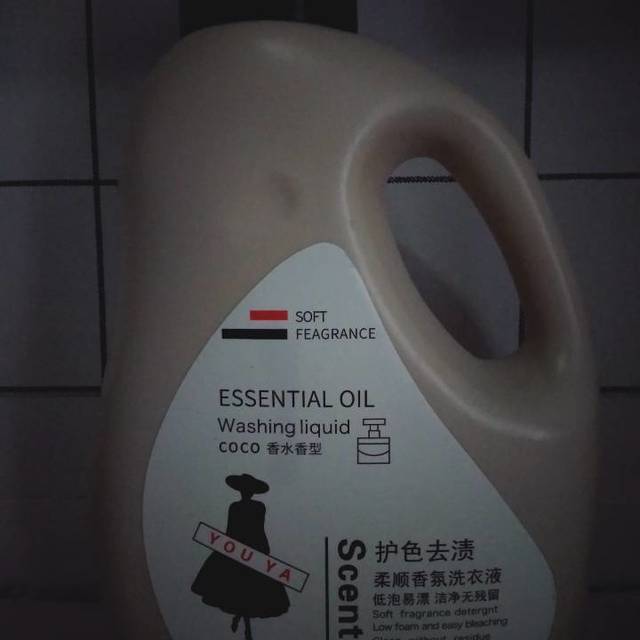 SOFT
FEAGRANCE
ESSENTIAL OIL
Washing liquid
COCO 香水香型
YOU YA
Scent
护色去渍
柔顺香氛洗衣液
低泡易漂 洁净无残留
Soft fragrance detergnt
Low foam and easy bleaching